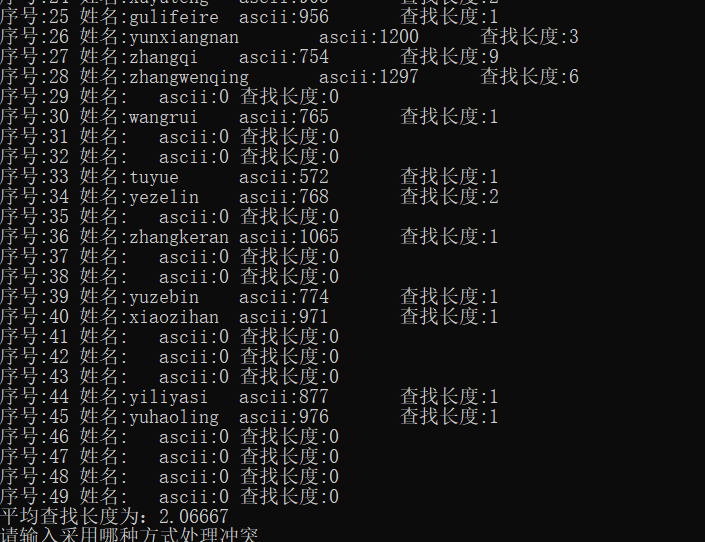 序号:25 姓名:gulifeire ascii:956 查找长度:1
序号:26 姓名:yunxiangnan ascii:1200 查找长度:3
序号:27 姓名:zhangqi ascii:754 查找长度:9
序号:28 姓名:zhangwenqing ascii:1297 查找长度:6
序号:29 姓名: ascii:0 查找长度:0
序号:30 姓名:wangrui ascii:765 查找长度:1
序号:31 姓名: ascii:0 查找长度:0
序号:32 姓名: ascii:0 查找长度:0
序号:33 姓名:tuyue ascii:572 查找长度:1
序号:34 姓名:yezelin ascii:768 查找长度:2
序号:35 姓名: ascii:0 查找长度:0
序号:36 姓名:zhangkeran ascii:1065 查找长度:1
序号:37 姓名: ascii:0 查找长度:0
序号:38 姓名: ascii:0 查找长度:0
序号:39 姓名:yuzebin ascii:774 查找长度:1
序号:40 姓名:xiaozihan ascii:971 查找长度:1
序号:41 姓名: ascii:0 查找长度:0
序号:42 姓名: ascii:0 查找长度:0
序号:43 姓名: ascii:0 查找长度:0
序号:44 姓名:yiliyasi ascii:877 查找长度:1
序号:45 姓名:yuhaoling ascii:976 查找长度:1
序号:46 姓名: ascii:0 查找长度:0
序号:47 姓名: ascii:0 查找长度:0
序号:48 姓名: ascii:0 查找长度:0
序号:49 姓名: ascii:0 查找长度:0
平均查找长度为：2.06667
请输入采用哪种方式处理冲突